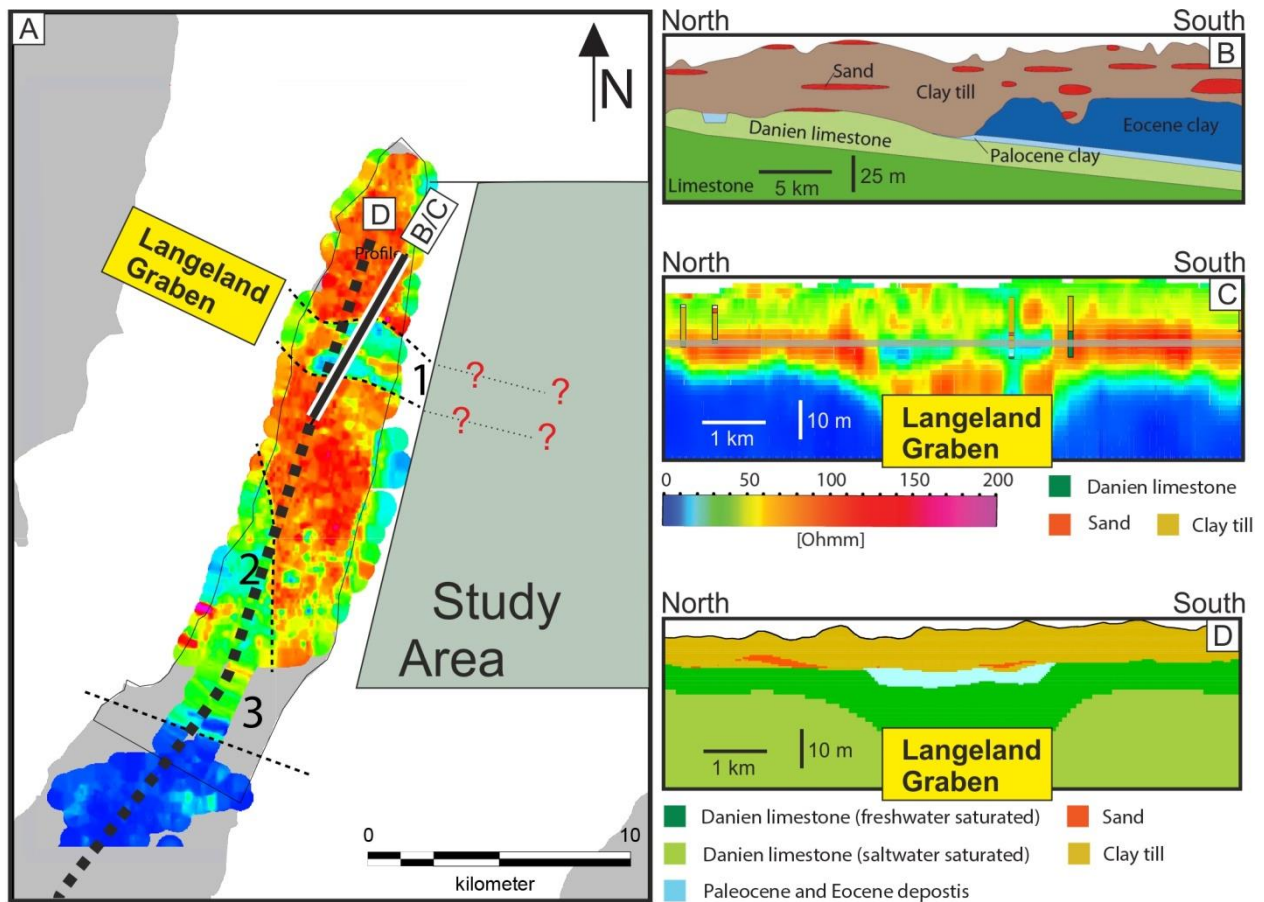 A
N
D
B/C
Profile
Langeland
Graben
1
?
?
?
?
2
3
Study
Area
0
10
kilometer
North
South
B
Sand
Clay till
Danien limestone
Eocene clay
Palocene clay
Limestone
5 km
25 m
North
South
C
1 km
10 m
Langeland
Graben
0
50
100
150
200
[Ohmm]
Danien limestone
Sand
Clay till
North
South
D
1 km
10 m
Langeland
Graben
Danien limestone (freshwater saturated)
Sand
Danien limestone (saltwater saturated)
Clay till
Paleocene and Eocene depostis